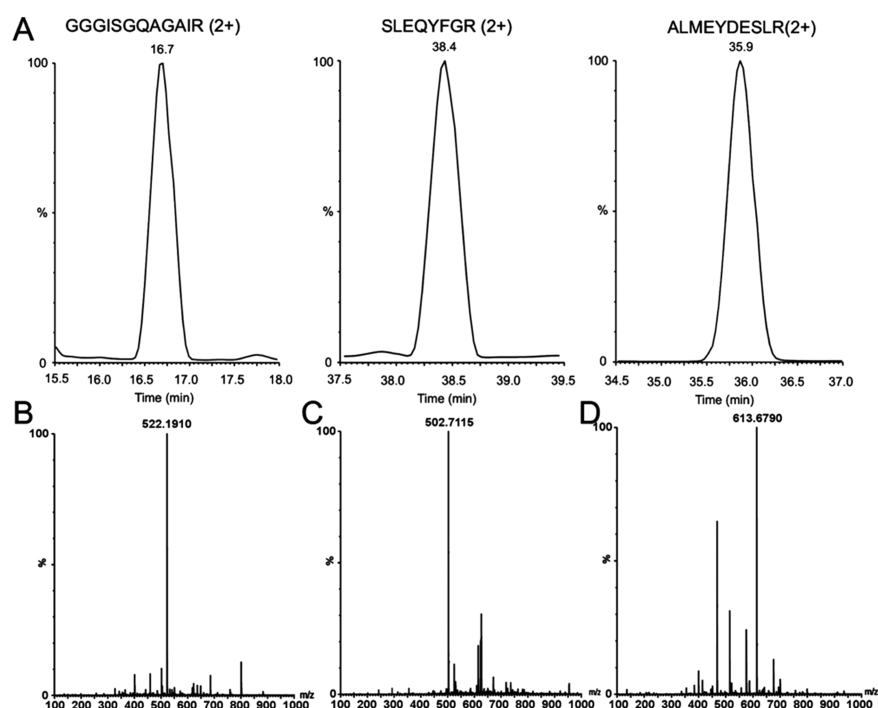 A
GGGISGQAGAIR (2+)
16.7
100
%
0
15.5 16.0 16.5 17.0 17.5 18.0
Time (min)
SLEQYFGR (2+)
38.4
100
%
0
37.5 38.0 38.5 39.0 39.5
Time (min)
ALMEYDESLR(2+)
35.9
100
%
0
34.5 35.0 35.5 36.0 36.5 37.0
Time (min)
B
522.1910
100
%
0
100 200 300 400 500 600 700 800 900 1000 m/z
C
502.7115
100
%
0
100 200 300 400 500 600 700 800 900 1000 m/z
D
613.6790
100
%
0
100 200 300 400 500 600 700 800 900 1000 m/z